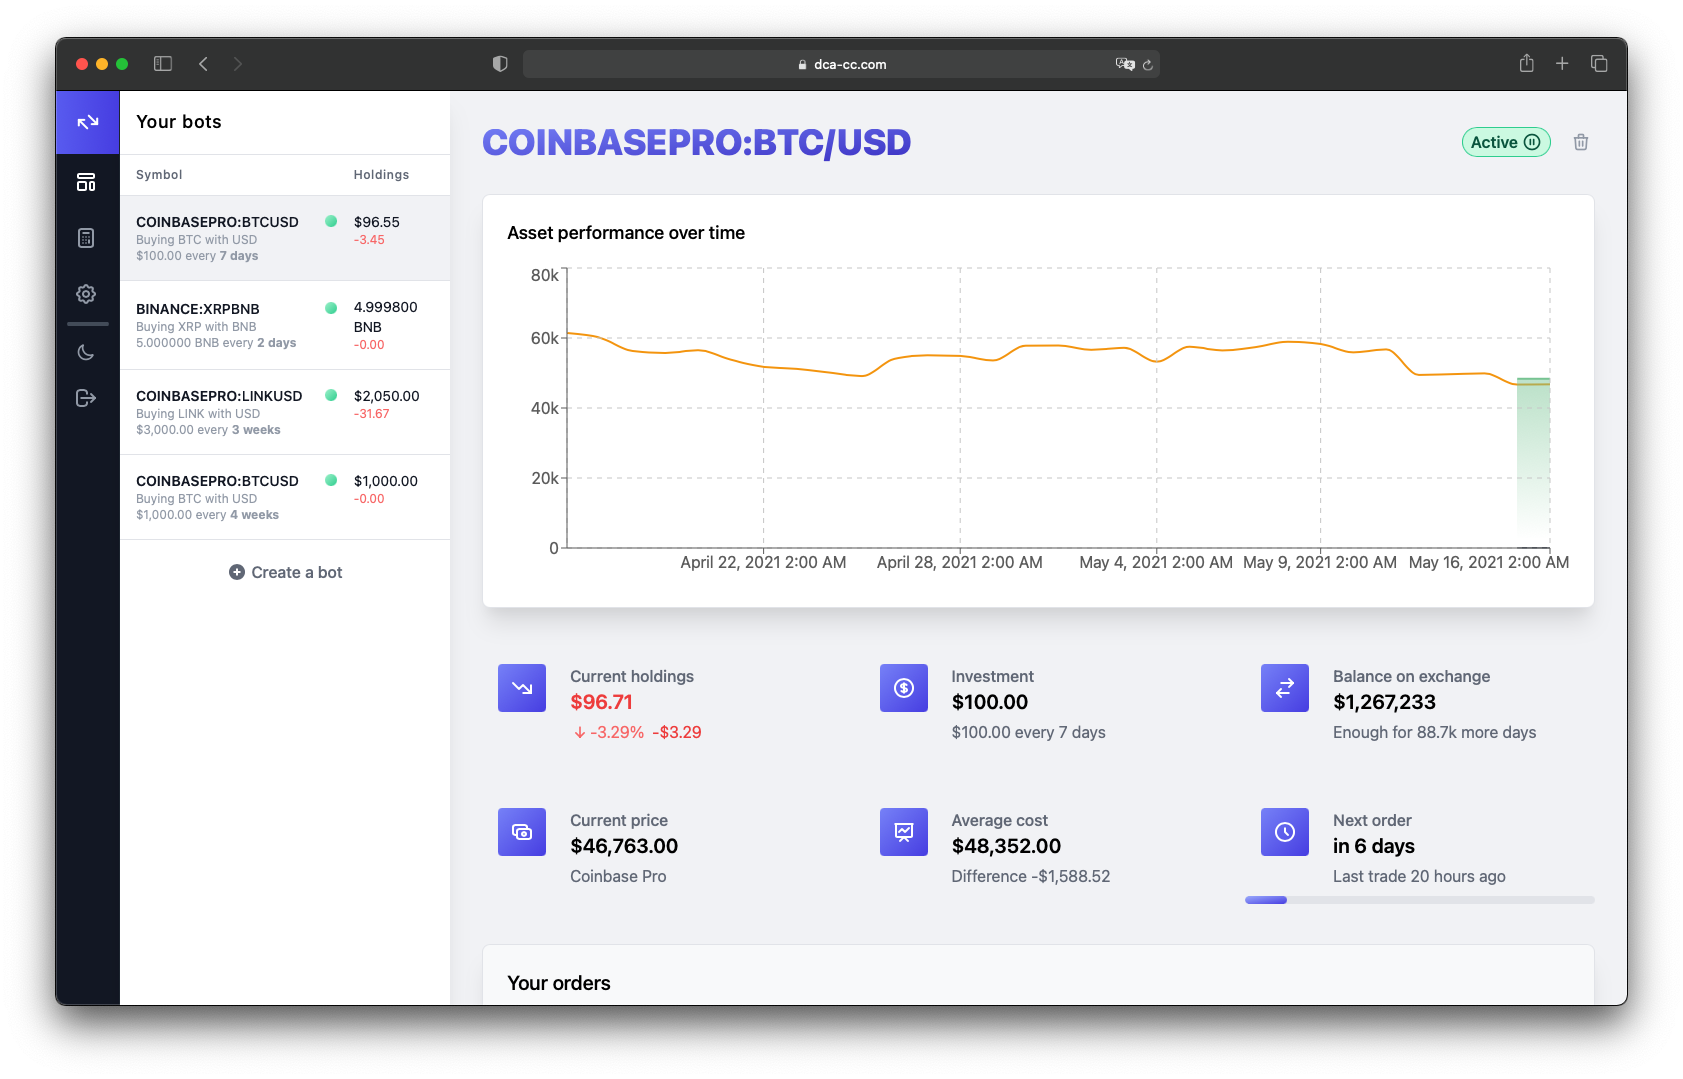 dca-cc.com
Your bots
Symbol Holdings
COINBASEPRO:BTCUSD $96.55
Buying BTC with USD -3.45
$100.00 every 7 days
BINANCE:XRPBNB 4.999800 BNB
Buying XRP with BNB
5.000000 BNB every 2 days -0.00
COINBASEPRO:LINKUSD $2,050.00
Buying LINK with USD -31.67
$3,000.00 every 3 weeks
COINBASEPRO:BTCUSD $1,000.00
Buying BTC with USD -0.00
$1,000.00 every 4 weeks
Create a bot
COINBASEPRO:BTC/USD
Active
Asset performance over time
80k
60k
40k
20k
0
April 22, 2021 2:00 AM April 28, 2021 2:00 AM May 4, 2021 2:00 AM May 9, 2021 2:00 AM May 16, 2021 2:00 AM
Current holdings
$96.71
-3.29% -$3.29
Investment
$100.00
$100.00 every 7 days
Balance on exchange
$1,267,233
Enough for 88.7k more days
Current price
$46,763.00
Coinbase Pro
Average cost
$48,352.00
Difference -$1,588.52
Next order
in 6 days
Last trade 20 hours ago
Your orders